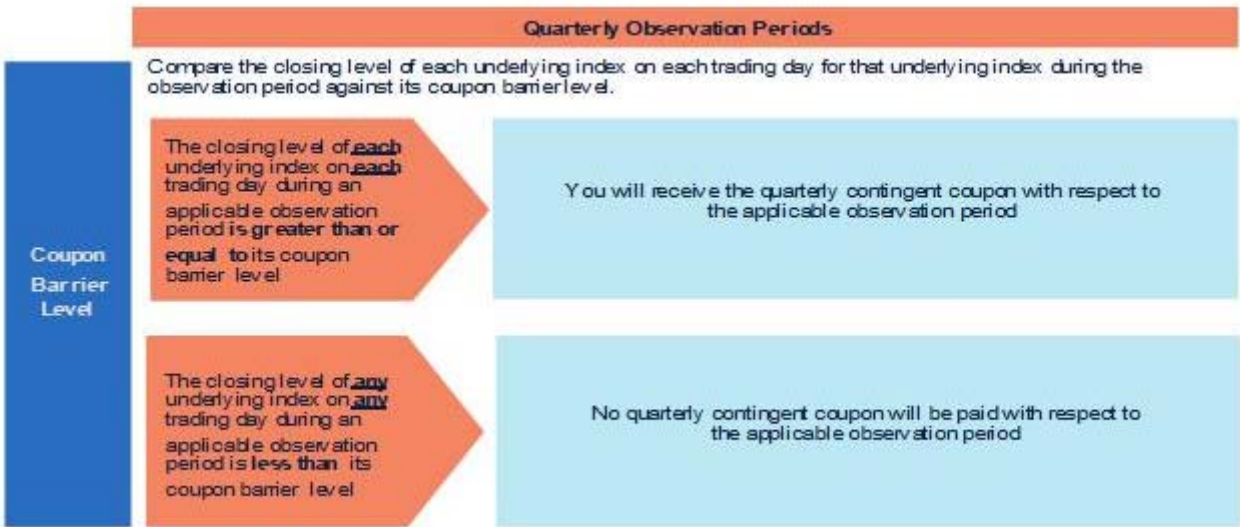 Quarterly Observation Periods
Compare the closing level of each underlying index on each trading day for that underlying index during the
observation period against its coupon barrier level.
Coupon
Barrier
Level
The closing level of each
underlying index on each
trading day during an
applicable observation
period is greater than or
equal to its coupon
barrier level
You will receive the quarterly contingent coupon with respect to
the applicable observation period
The closing level of any
underlying index on any
trading day during an
applicable observation
period is less than its
coupon barrier level
No quarterly contingent coupon will be paid with respect to
the applicable observation period